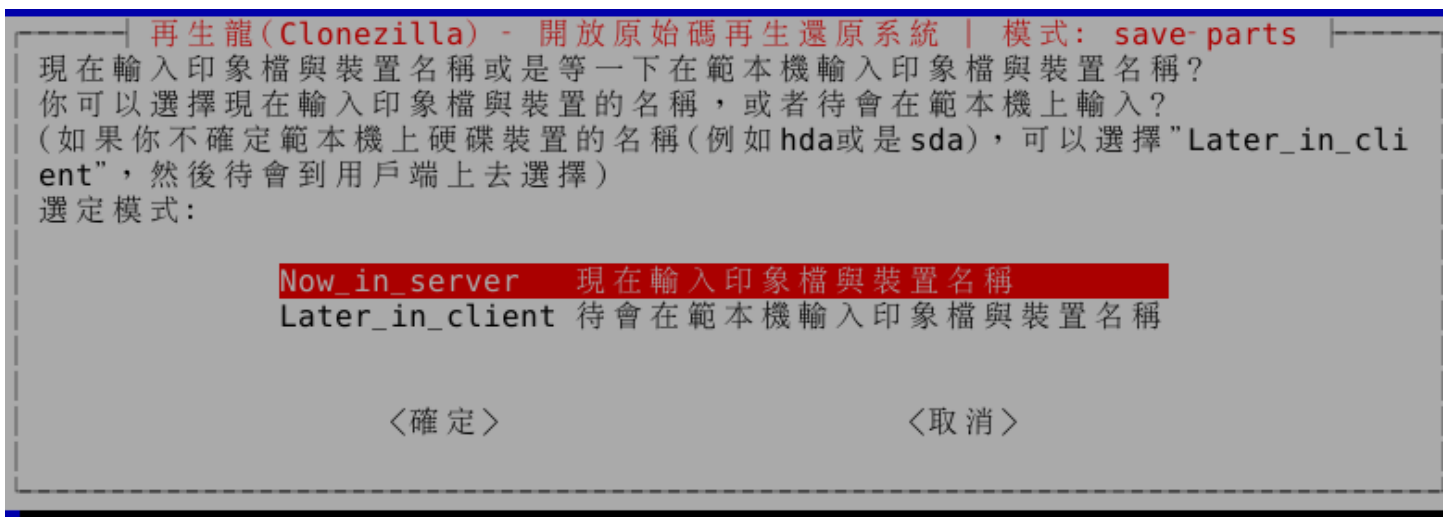 再生龍(Clonezilla) - 開放原始碼再生還原系統 | 模式: save-parts
現在輸入印象檔與裝置名稱或是等一下在範本機輸入印象檔與裝置名稱?
你可以選擇現在輸入印象檔與裝置的名稱，或者待會在範本機上輸入?
(如果你不確定範本機上硬碟裝置的名稱(例如hda或是sda)，可以選擇"Later_in_cli
ent"，然後待會到用戶端上去選擇)
選定模式:
Now_in_server 現在輸入印象檔與裝置名稱
Later_in_client 待會在範本機輸入印象檔與裝置名稱
<確定> <取消>